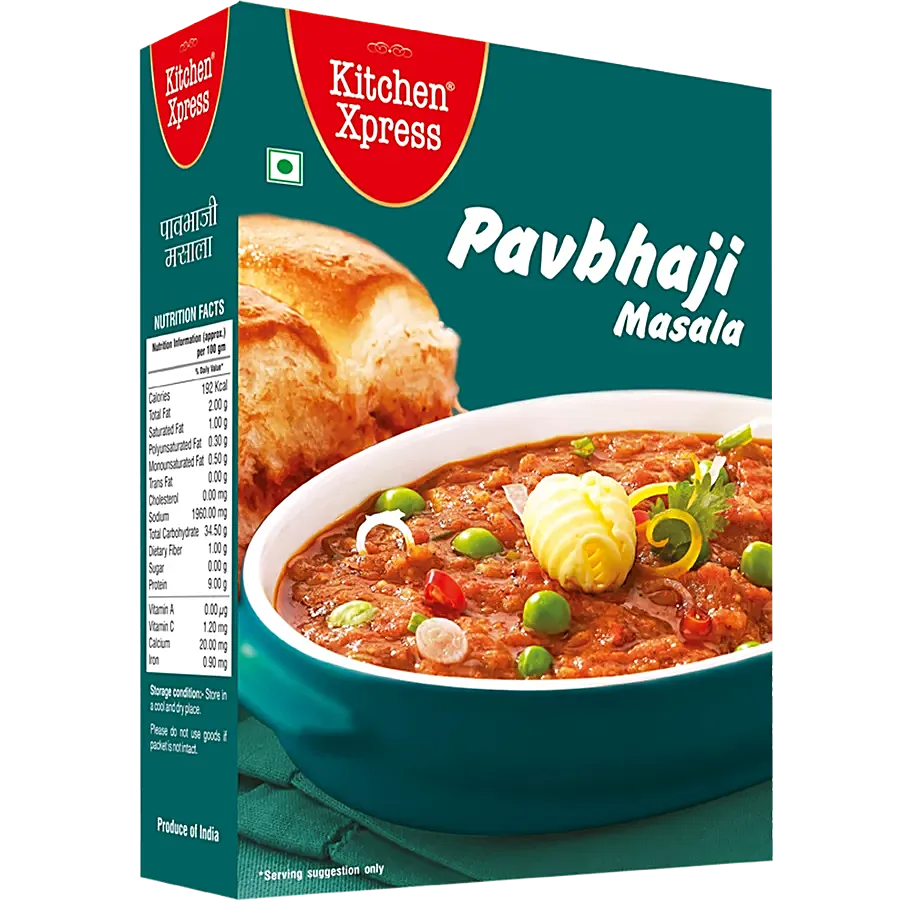 Kitchen®
Xpress
पावभाजी
मसाला
NUTRITION FACTS
Nutrition Information (approx.)
per 100 gm
% Daily Value*
Calories 192 Kcal
Total Fat 2.00 g
Saturated Fat 1.00 g
Polyunsaturated Fat 0.30 g
Monounsaturated Fat 0.50 g
Trans Fat 0.00 g
Cholesterol 0.00 mg
Sodium 1960.00 mg
Total Carbohydrate 34.50 g
Dietary Fiber 1.00 g
Sugar 0.00 g
Protein 9.00 g
Vitamin A 0.00 µg
Vitamin C 1.20 mg
Calcium 20.00 mg
Iron 0.90 mg
Storage condition:- Store in
a cool and dry place.
Please do not use goods if
packet is not intact.
Produce of India
Kitchen®
Xpress
Pavbhaji
Masala
*Serving suggestion only